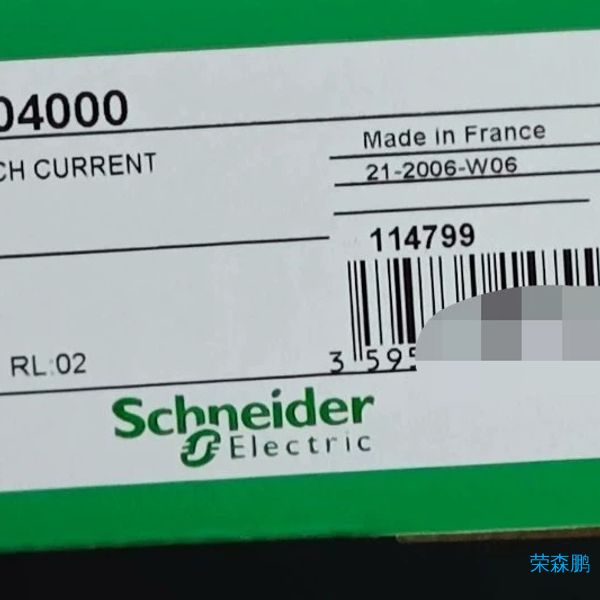 04000
CH CURRENT
Made in France
21-2006-W06
114799
RL:02
3 595
Schneider
Electric
荣森鹏